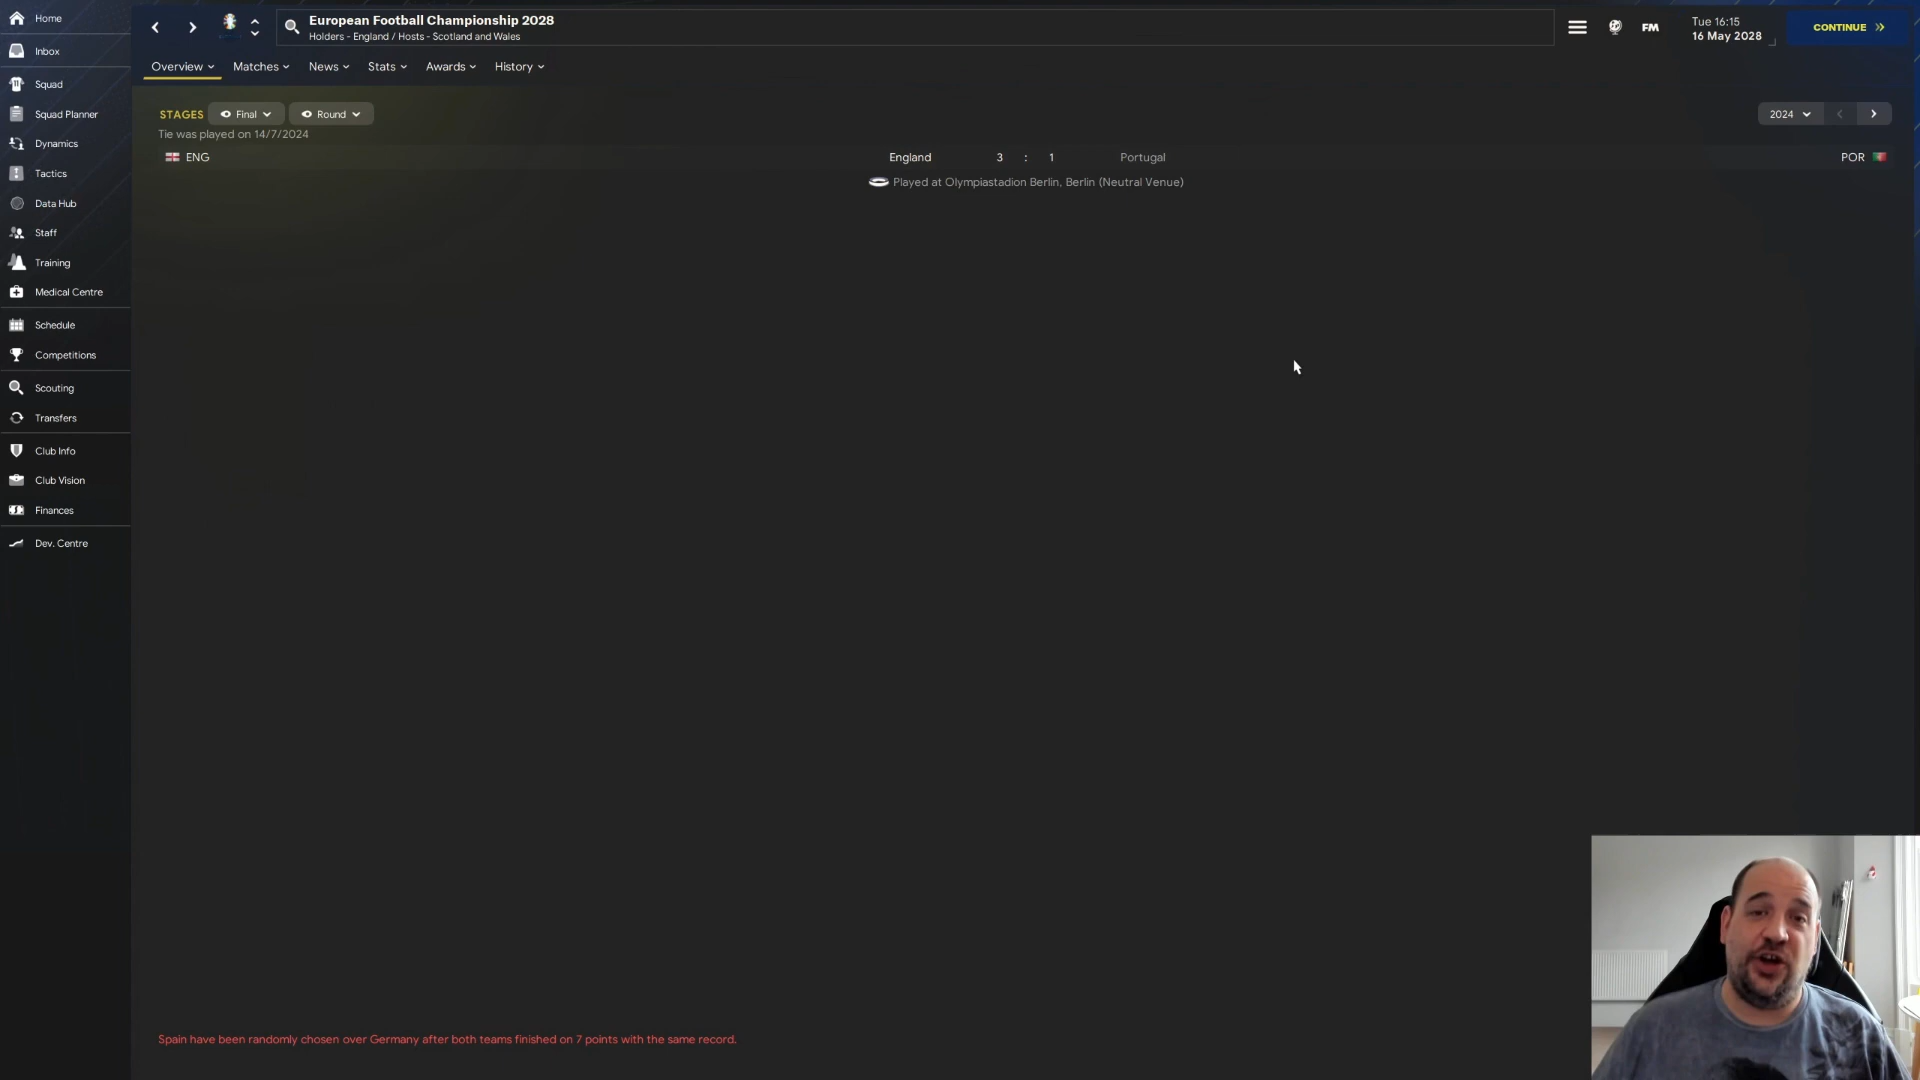 Home
Inbox
Squad
Squad Planner
Dynamics
Tactics
Data Hub
Staff
Training
Medical Centre
Schedule
Competitions
Scouting
Transfers
Club Info
Club Vision
Finances
Dev. Centre
European Football Championship 2028
Holders - England / Hosts - Scotland and Wales
FM
Tue 16:15
16 May 2028
CONTINUE
Overview Matches News Stats Awards History
STAGES Final Round 2024
Tie was played on 14/7/2024
ENG England 3 : 1 Portugal POR
Played at Olympiastadion Berlin, Berlin (Neutral Venue)
Spain have been randomly chosen over Germany after both teams finished on 7 points with the same record.